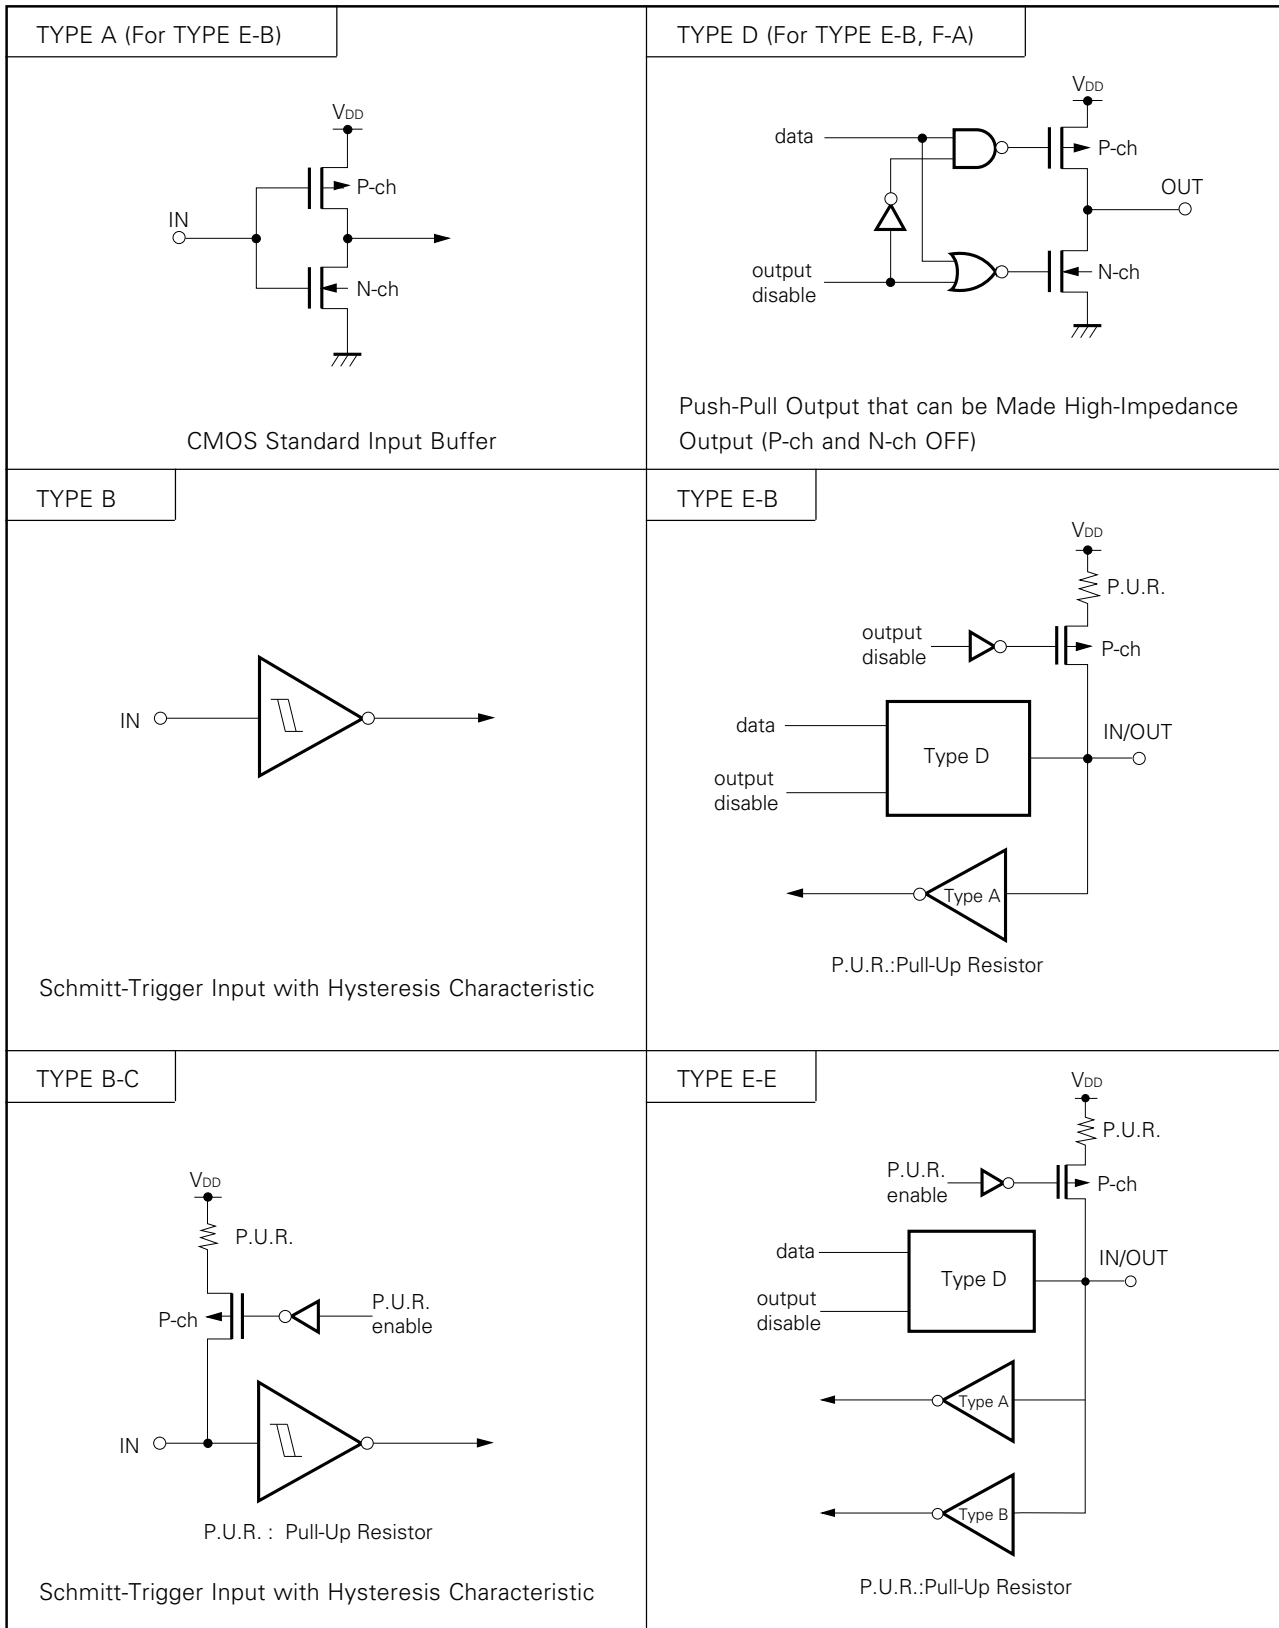 TYPE A (For TYPE E-B)
VDD
P-ch
IN
N-ch
CMOS Standard Input Buffer
TYPE D (For TYPE E-B, F-A)
VDD
data
P-ch
OUT
output
disable
N-ch
Push-Pull Output that can be Made High-Impedance
Output (P-ch and N-ch OFF)
TYPE B
IN
Schmitt-Trigger Input with Hysteresis Characteristic
TYPE E-B
VDD
P.U.R.
output
disable
P-ch
data
Type D
IN/OUT
output
disable
Type A
P.U.R.:Pull-Up Resistor
TYPE B-C
VDD
P.U.R.
P-ch
P.U.R.
enable
IN
P.U.R. : Pull-Up Resistor
Schmitt-Trigger Input with Hysteresis Characteristic
TYPE E-E
VDD
P.U.R.
P.U.R.
enable
P-ch
data
Type D
IN/OUT
output
disable
Type A
Type B
P.U.R.:Pull-Up Resistor